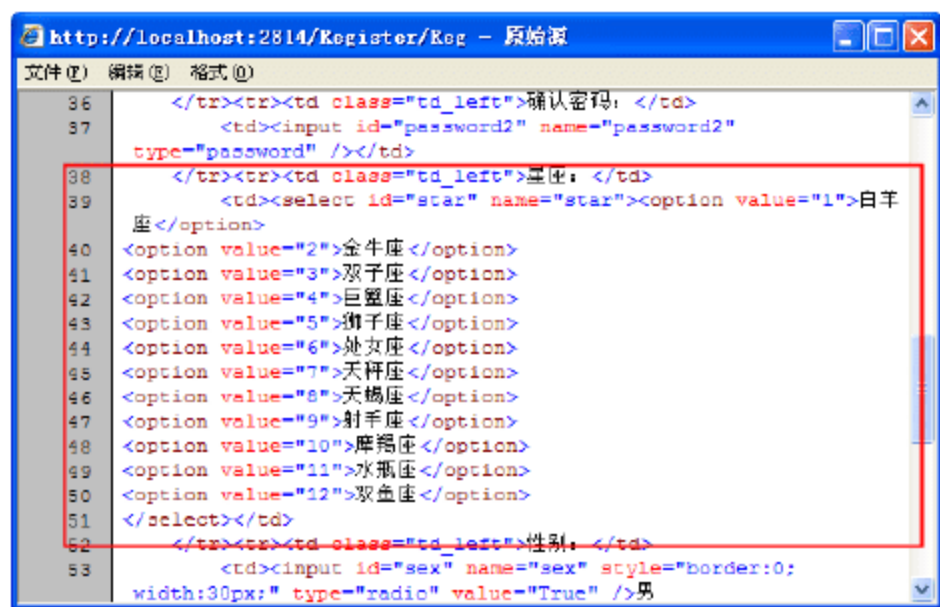 http://localhost:2814/Register/Reg - 原始源
文件(F) 编辑(E) 格式(O)
36 </tr><tr><td class="td_left">确认密码：</td>
37 <td><input id="password2" name="password2"
type="password" /></td>
38 </tr><tr><td class="td_left">星座：</td>
39 <td><select id="star" name="star"><option value="1">白羊
座</option>
40 <option value="2">金牛座</option>
41 <option value="3">双子座</option>
42 <option value="4">巨蟹座</option>
43 <option value="5">狮子座</option>
44 <option value="6">处女座</option>
45 <option value="7">天秤座</option>
46 <option value="8">天蝎座</option>
47 <option value="9">射手座</option>
48 <option value="10">摩羯座</option>
49 <option value="11">水瓶座</option>
50 <option value="12">双鱼座</option>
51 </select></td>
52 </tr><tr><td class="td_left">性别：</td>
53 <td><input id="sex" name="sex" style="border:0;
width:30px;" type="radio" value="True" />男